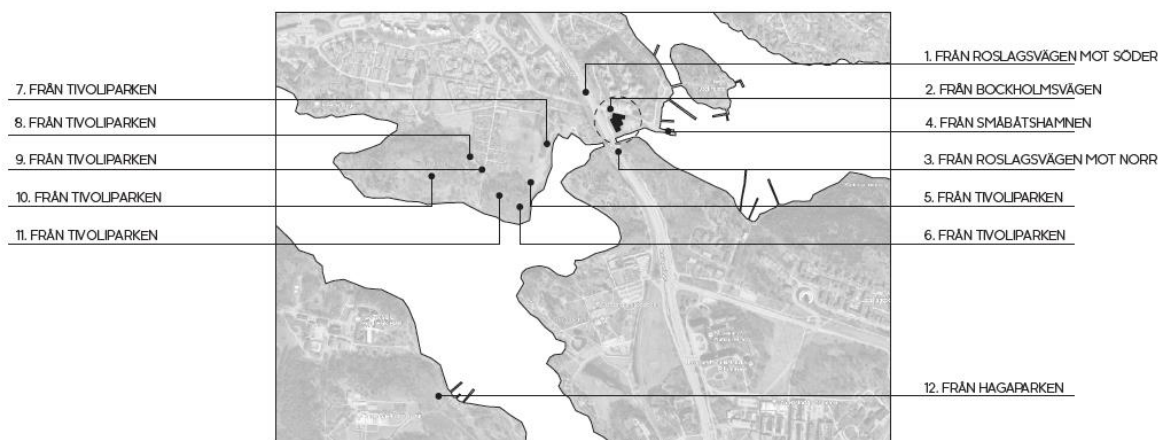 1. FRÅN ROSLAGSVÄGEN MOT SÖDER
7. FRÅN TIVOLIPARKEN
2. FRÅN BOCKHOLMSVÄGEN
8. FRÅN TIVOLIPARKEN
4. FRÅN SMÅBÅTSHAMNEN
9. FRÅN TIVOLIPARKEN
3. FRÅN ROSLAGSVÄGEN MOT NORR
10. FRÅN TIVOLIPARKEN
5. FRÅN TIVOLIPARKEN
11. FRÅN TIVOLIPARKEN
6. FRÅN TIVOLIPARKEN
12. FRÅN HAGAPARKEN